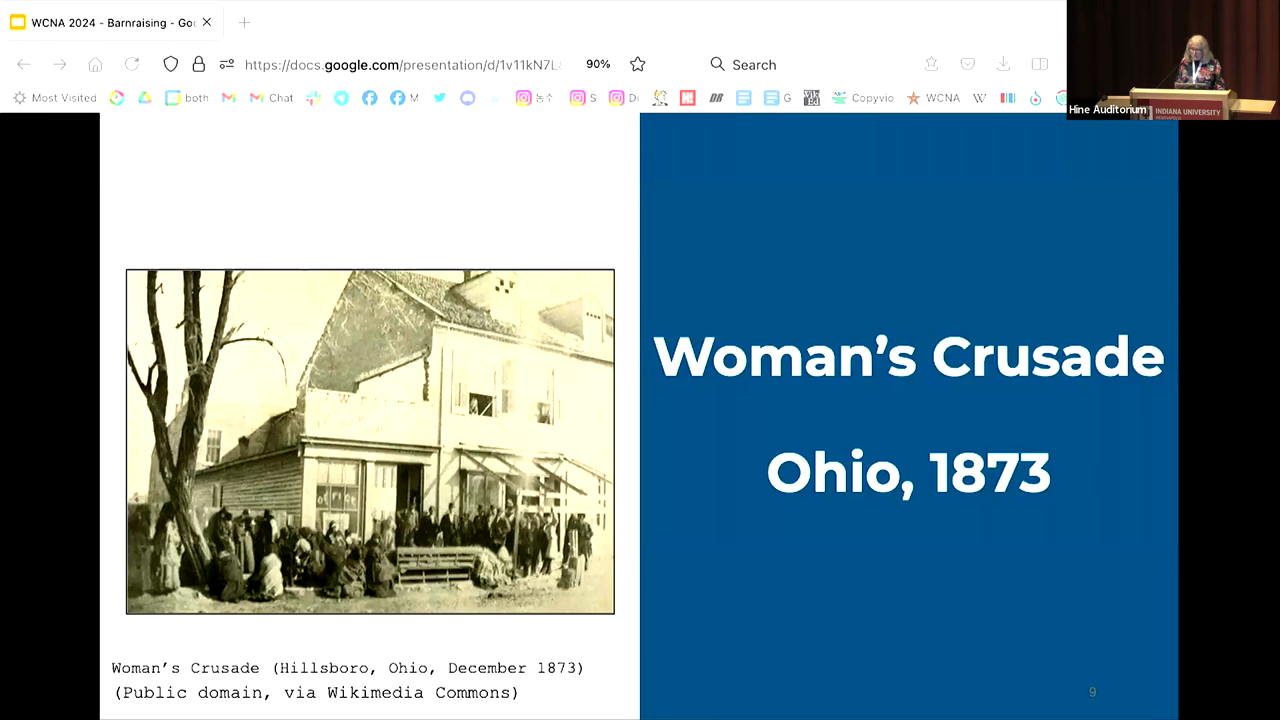 WCNA 2024 - Barnraising - Goo
https://docs.google.com/presentation/d/1v11kN7L
90%
Search
Most Visited
both
Chat
M
S
G
Copyvio
WCNA
Hine Auditorium
INDIANA UNIVERSITY
OFFICE
Woman's Crusade
Ohio, 1873
Woman's Crusade (Hillsboro, Ohio, December 1873)
(Public domain, via Wikimedia Commons)
9